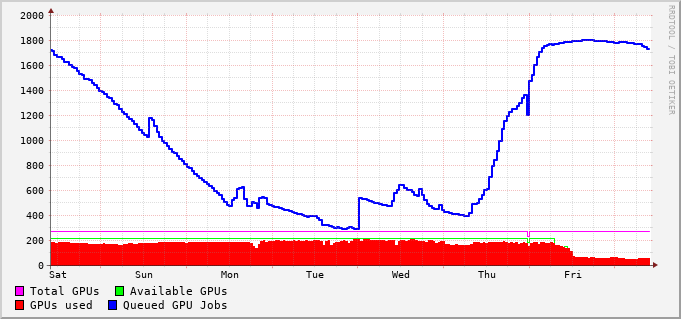 2000
1800
1600
1400
1200
1000
800
600
400
200
0
Sat Sun Mon Tue Wed Thu Fri
Total GPUs Available GPUs
GPUs used Queued GPU Jobs
RRDTOOL / TOBI OETIKER